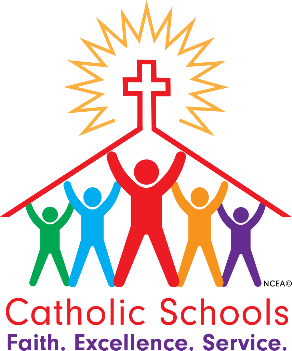 NCEA©
Catholic Schools
Faith. Excellence. Service.